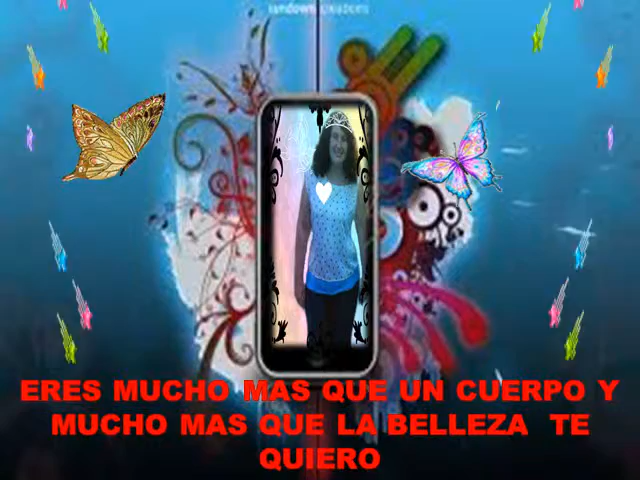 ERES MUCHO MAS QUE UN CUERPO Y
MUCHO MAS QUE LA BELLEZA TE
QUIERO